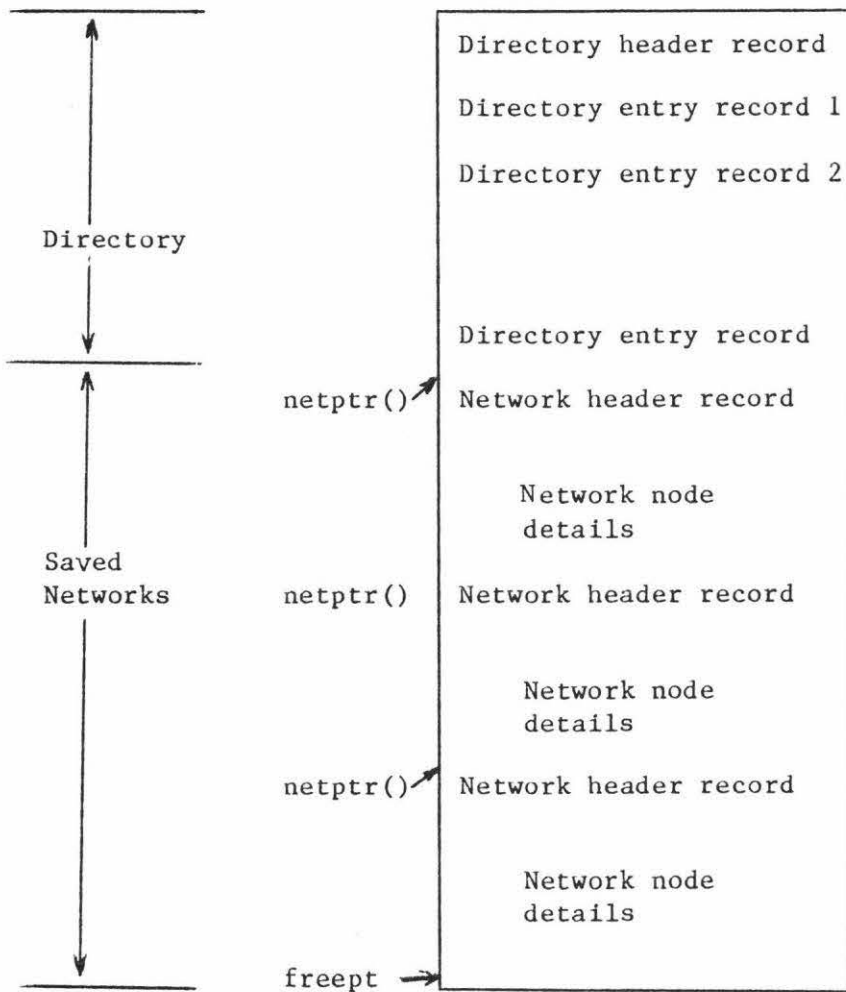 Directory header record
Directory entry record 1
Directory entry record 2
Directory
Directory entry record
netptr() Network header record
Network node
details
Saved
Networks
netptr() Network header record
Network node
details
netptr() Network header record
Network node
details
freept